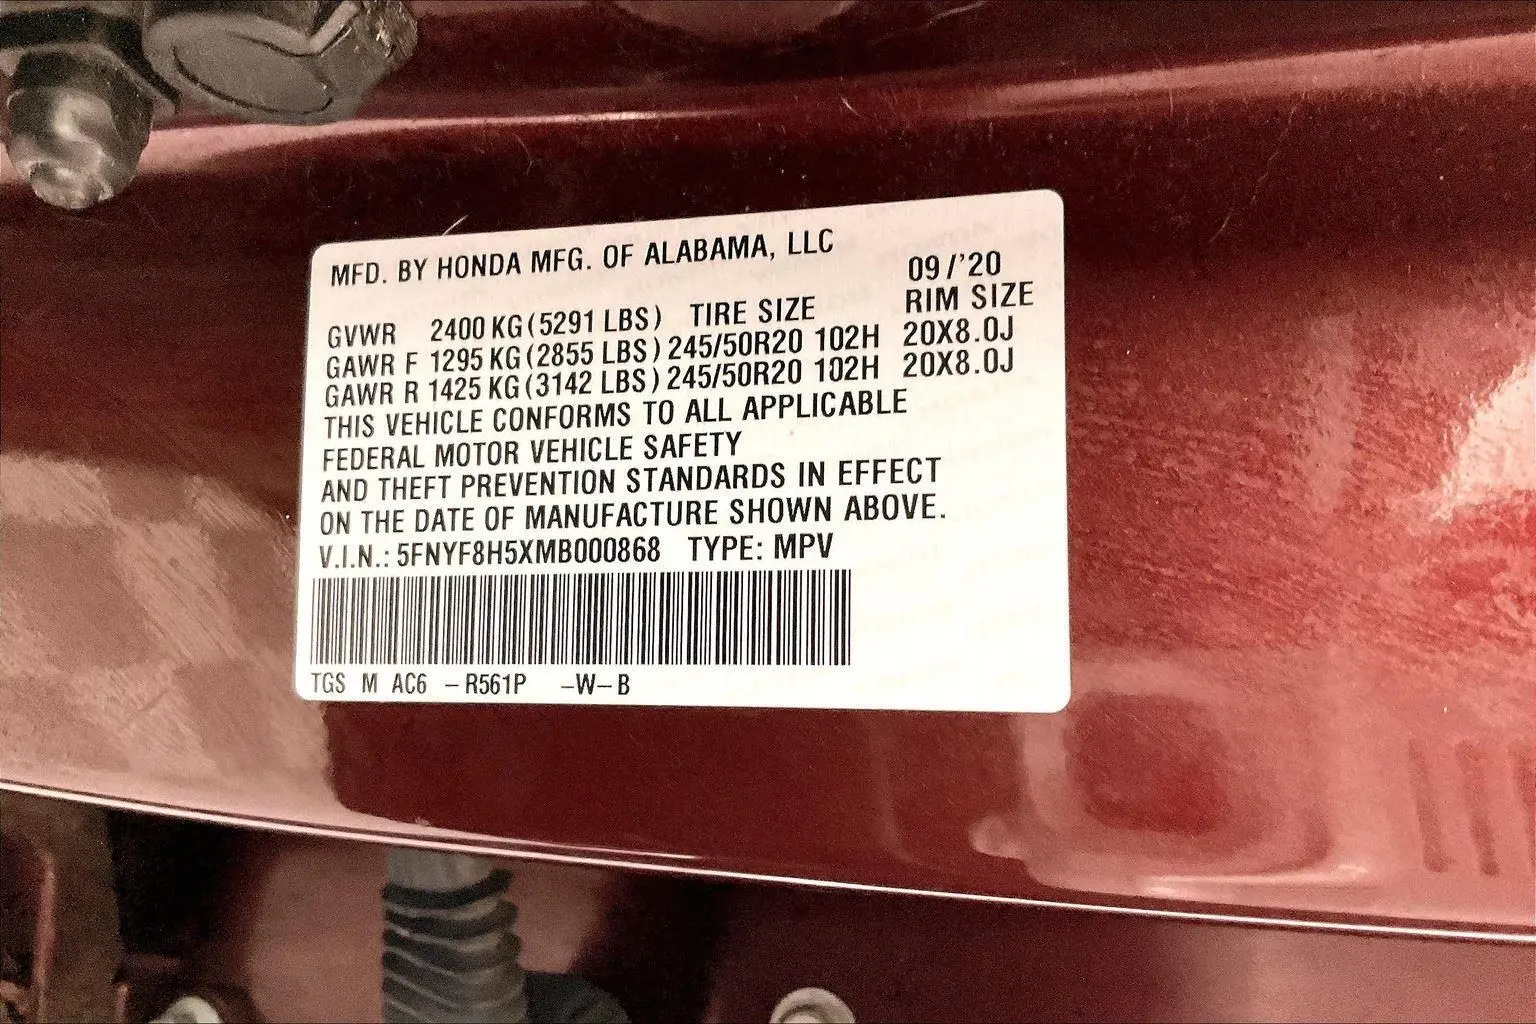 MFD. BY HONDA MFG. OF ALABAMA, LLC
09/'20
GVWR 2400 KG (5291 LBS) TIRE SIZE RIM SIZE
GAWR F 1295 KG (2855 LBS) 245/50R20 102H 20X8.0J
GAWR R 1425 KG (3142 LBS) 245/50R20 102H 20X8.0J
THIS VEHICLE CONFORMS TO ALL APPLICABLE
FEDERAL MOTOR VEHICLE SAFETY
AND THEFT PREVENTION STANDARDS IN EFFECT
ON THE DATE OF MANUFACTURE SHOWN ABOVE.
V.I.N.: 5FNYF8H5XMB000868 TYPE: MPV
TGS M AC6 –R561P –W–B